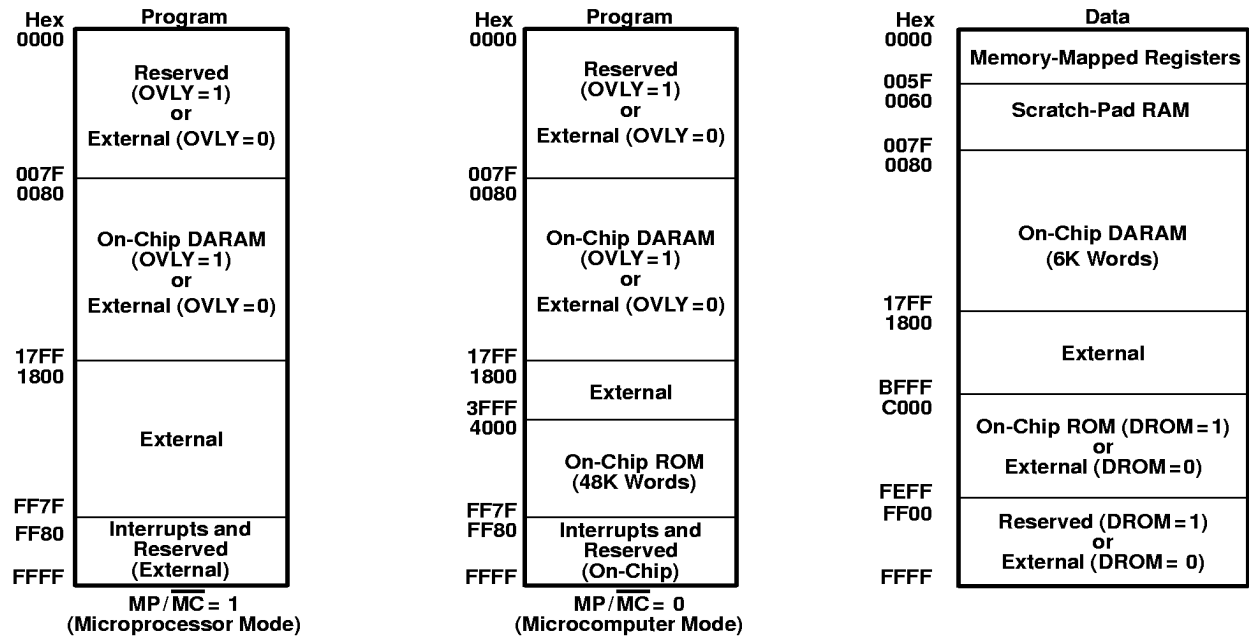 Hex
Program
0000
Reserved
(OVLY = 1)
or
External (OVLY = 0)
007F
0080
On-Chip DARAM
(OVLY = 1)
or
External (OVLY = 0)
17FF
1800
External
FF7F
FF80
Interrupts and
Reserved
(External)
FFFF
MP/MC = 1
(Microprocessor Mode)
Hex
Program
0000
Reserved
(OVLY = 1)
or
External (OVLY = 0)
007F
0080
On-Chip DARAM
(OVLY = 1)
or
External (OVLY = 0)
17FF
1800
External
3FFF
4000
On-Chip ROM
(48K Words)
FF7F
FF80
Interrupts and
Reserved
(On-Chip)
FFFF
MP/MC = 0
(Microcomputer Mode)
Hex
Data
0000
Memory-Mapped Registers
005F
0060
Scratch-Pad RAM
007F
0080
On-Chip DARAM
(6K Words)
17FF
1800
External
BFFF
C000
On-Chip ROM (DROM = 1)
or
External (DROM = 0)
FEFF
FF00
Reserved (DROM = 1)
or
External (DROM = 0)
FFFF